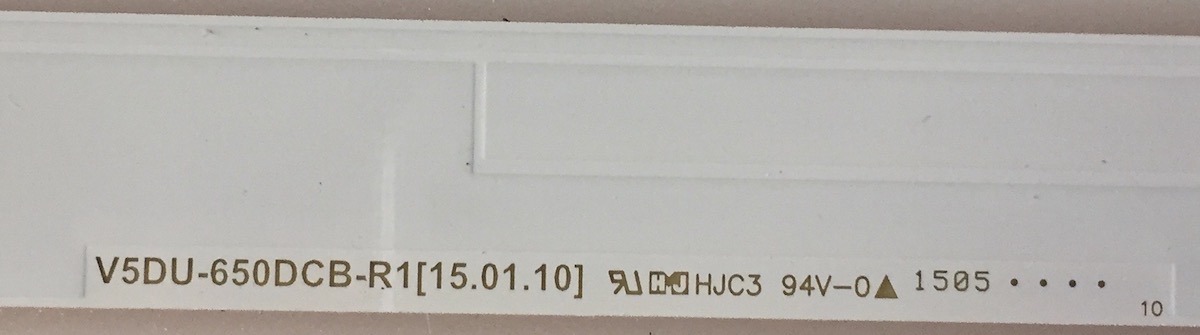 V5DU-650DCB-R1[15.01.10] HJC3 94V-0▲ 1505 • • • •
10